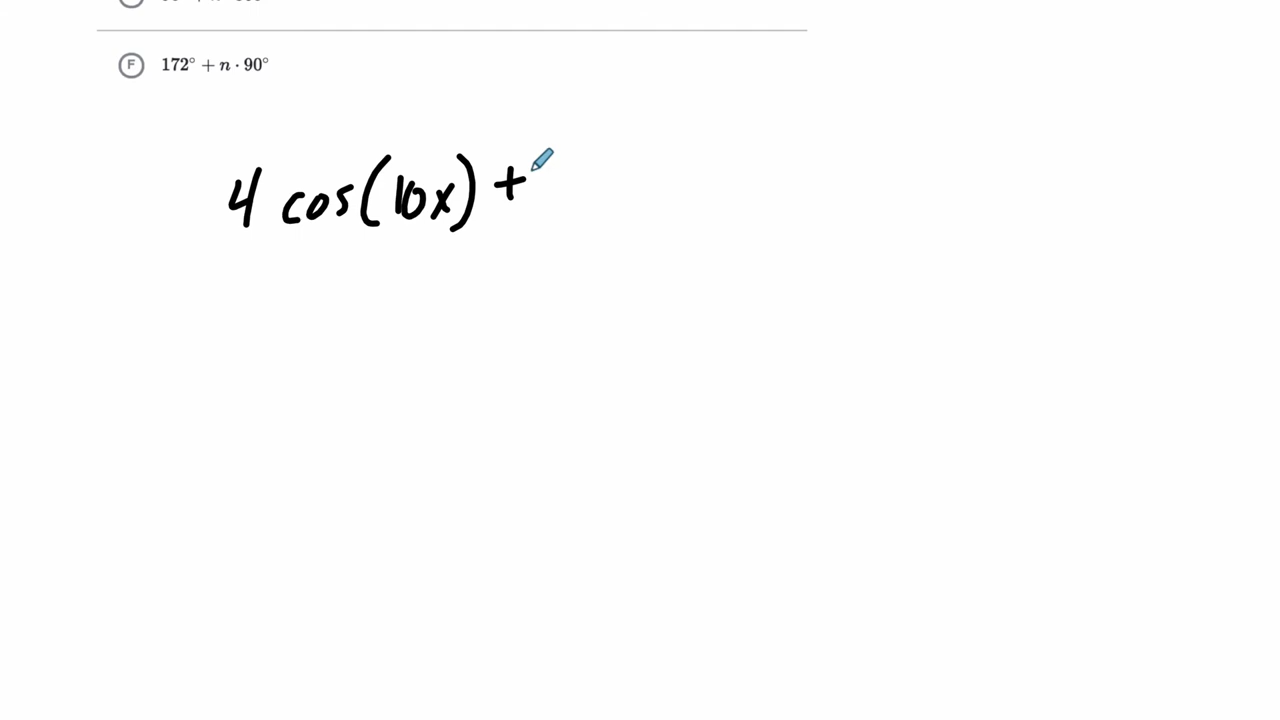 F 172° + n · 90°
4 cos(10x) +